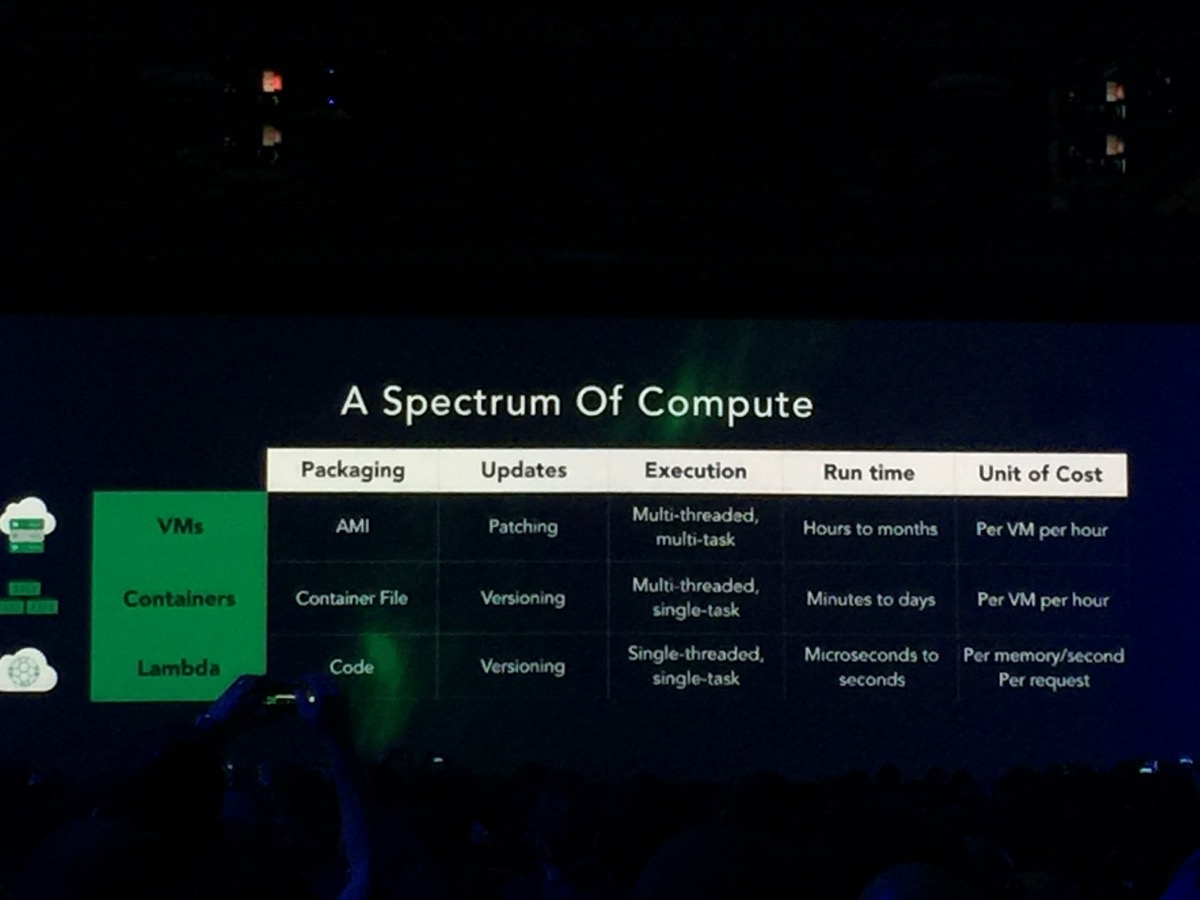 A Spectrum Of Compute
Packaging Updates Execution Run time Unit of Cost
VMs AMI Patching Multi-threaded, multi-task Hours to months Per VM per hour
Containers Container File Versioning Multi-threaded, single-task Minutes to days Per VM per hour
Lambda Code Versioning Single-threaded, single-task Microseconds to seconds Per memory/second Per request